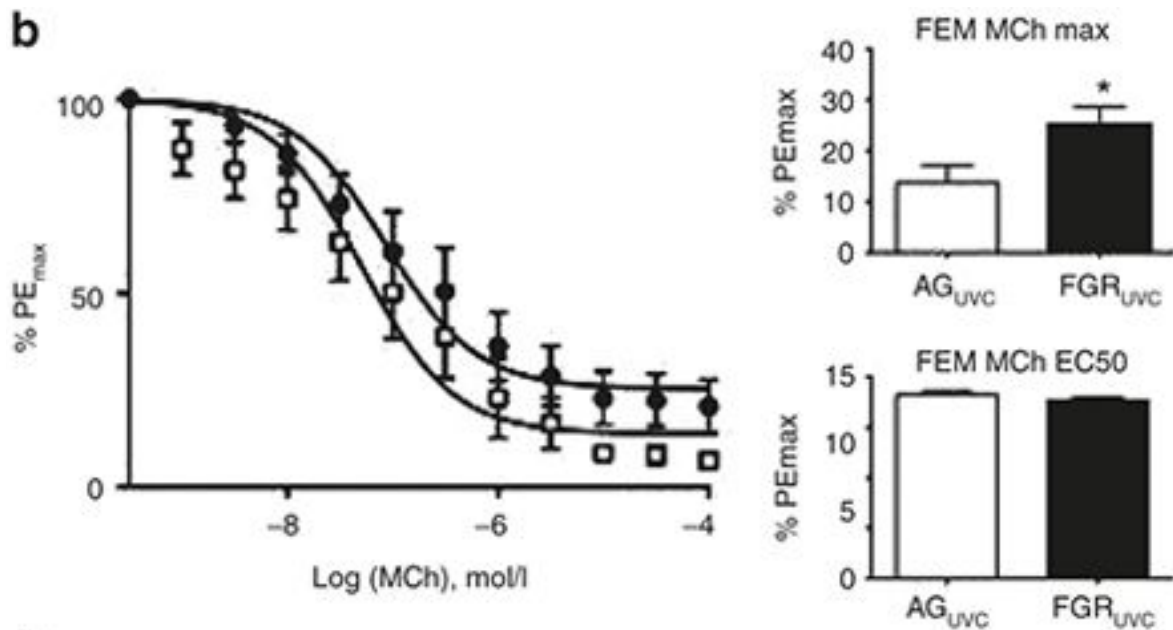 b
100
50
0
% PEmax
−8
−6
−4
Log (MCh), mol/l
FEM MCh max
40
30
20
10
0
% PEmax
*
AGUVC
FGRUVC
FEM MCh EC50
15
10
5
0
% PEmax
AGUVC
FGRUVC